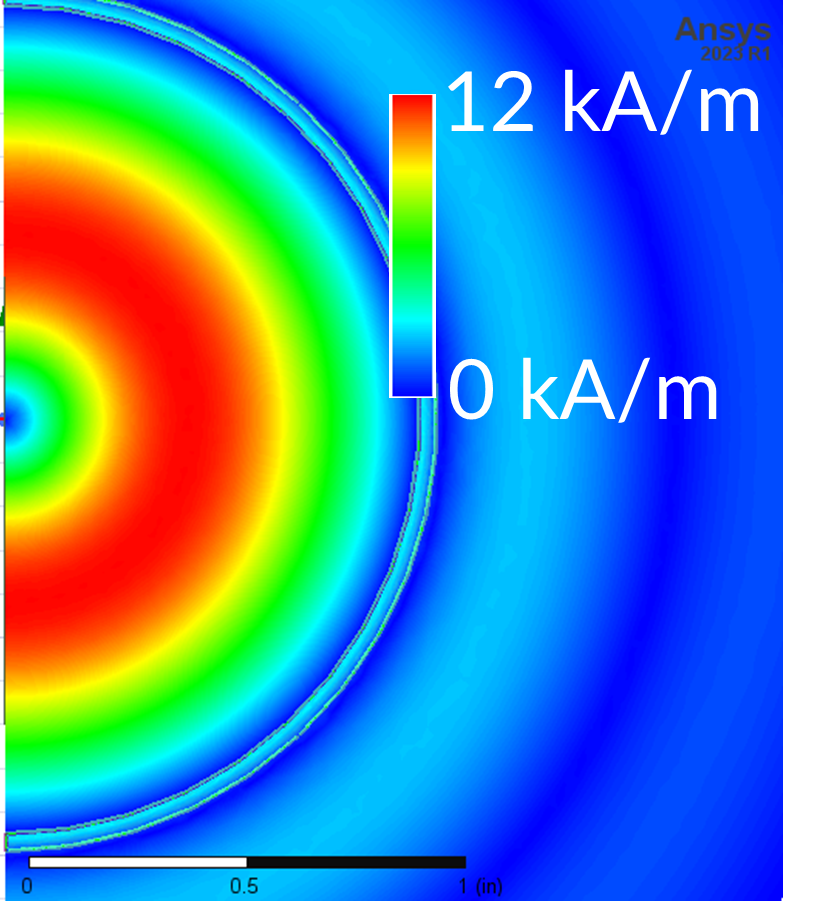 Ansys
2023 R1
12 kA/m
0 kA/m
0 0.5 1 (in)